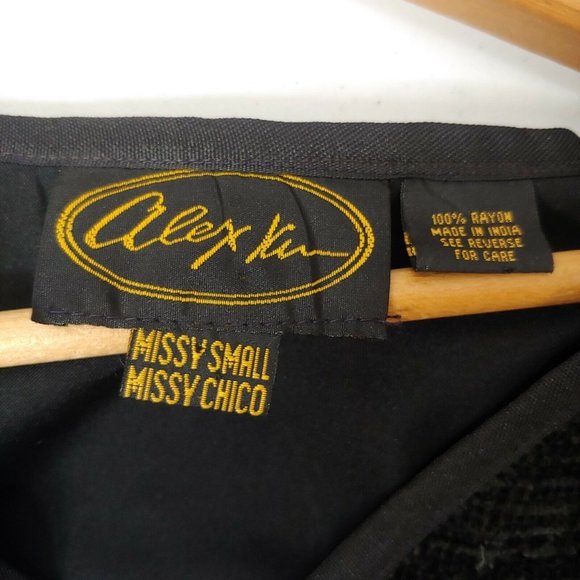 Alex Kim
100% RAYON
MADE IN INDIA
SEE REVERSE
FOR CARE
MISSY SMALL
MISSY CHICO